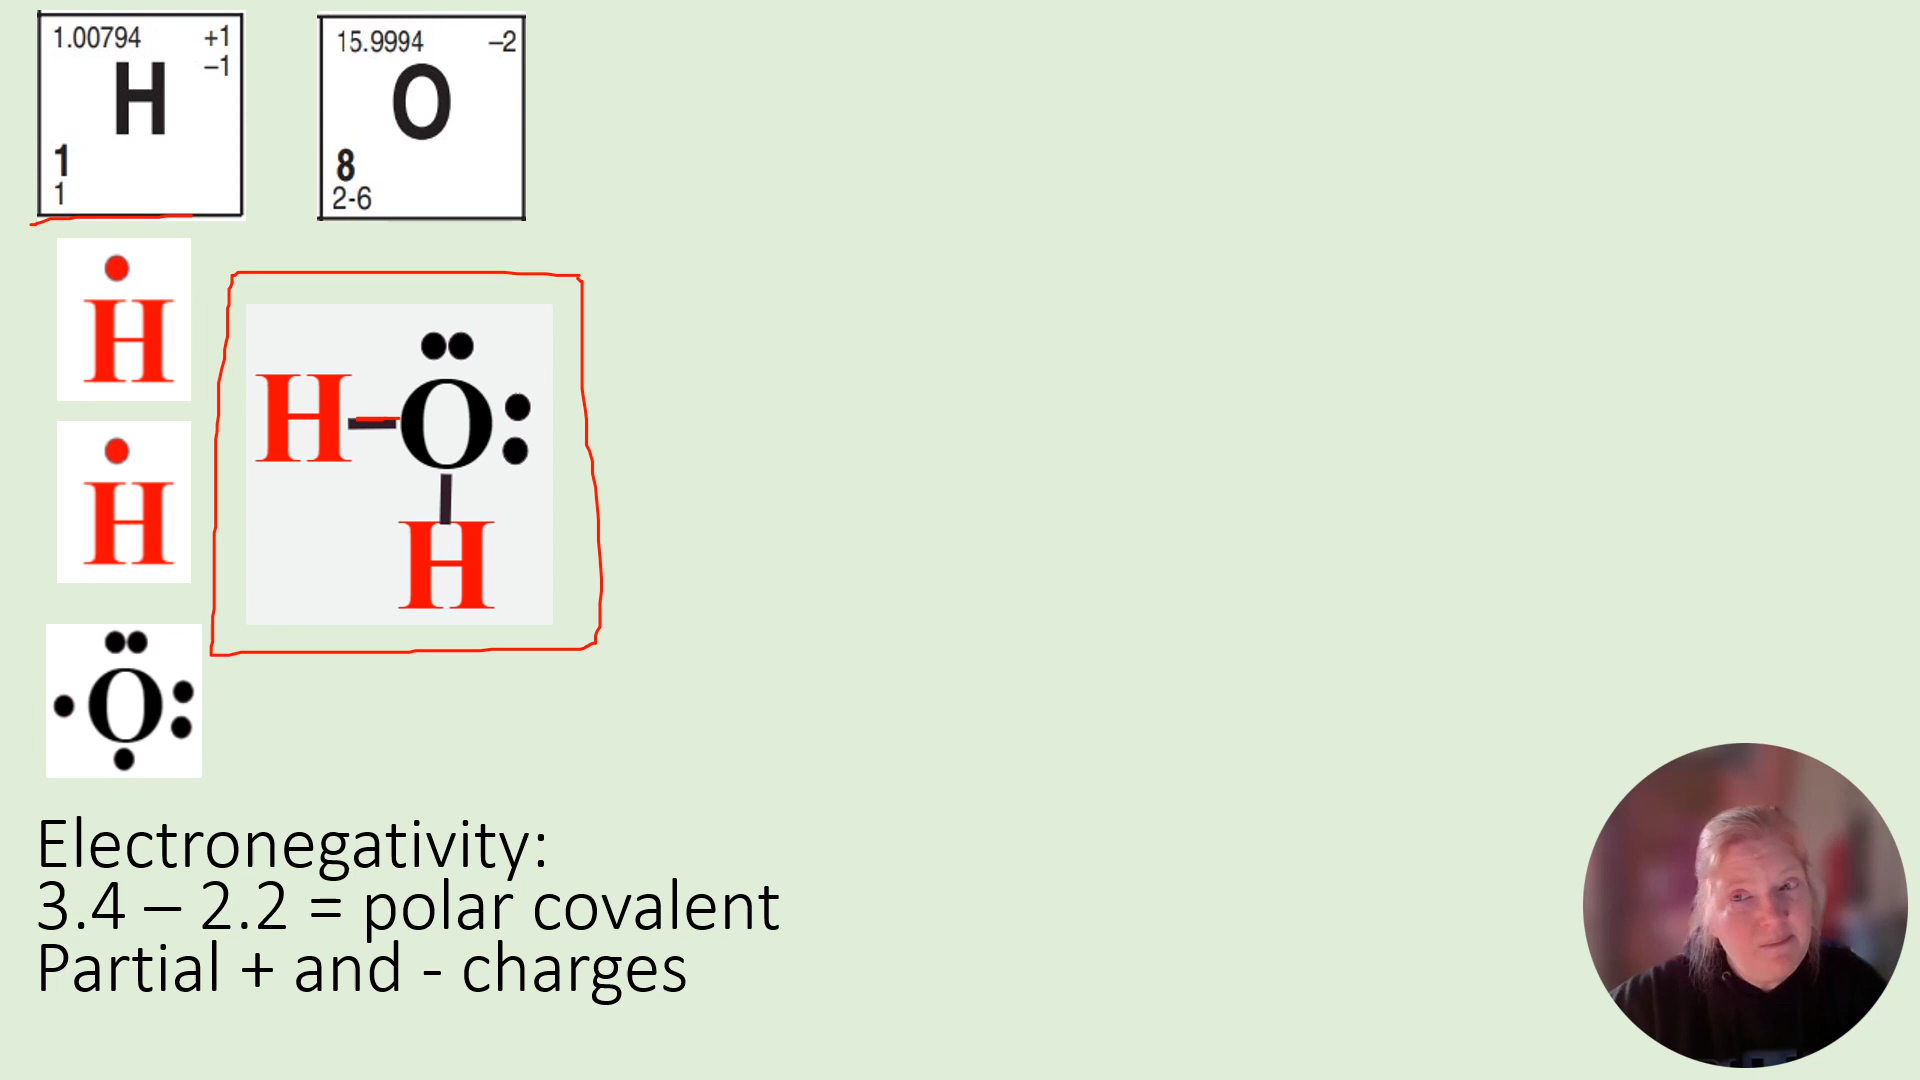 1.00794 +1
−1
H
1
1
15.9994 −2
O
8
2-6
H
H
O
H–O
H
Electronegativity:
3.4 – 2.2 = polar covalent
Partial + and - charges